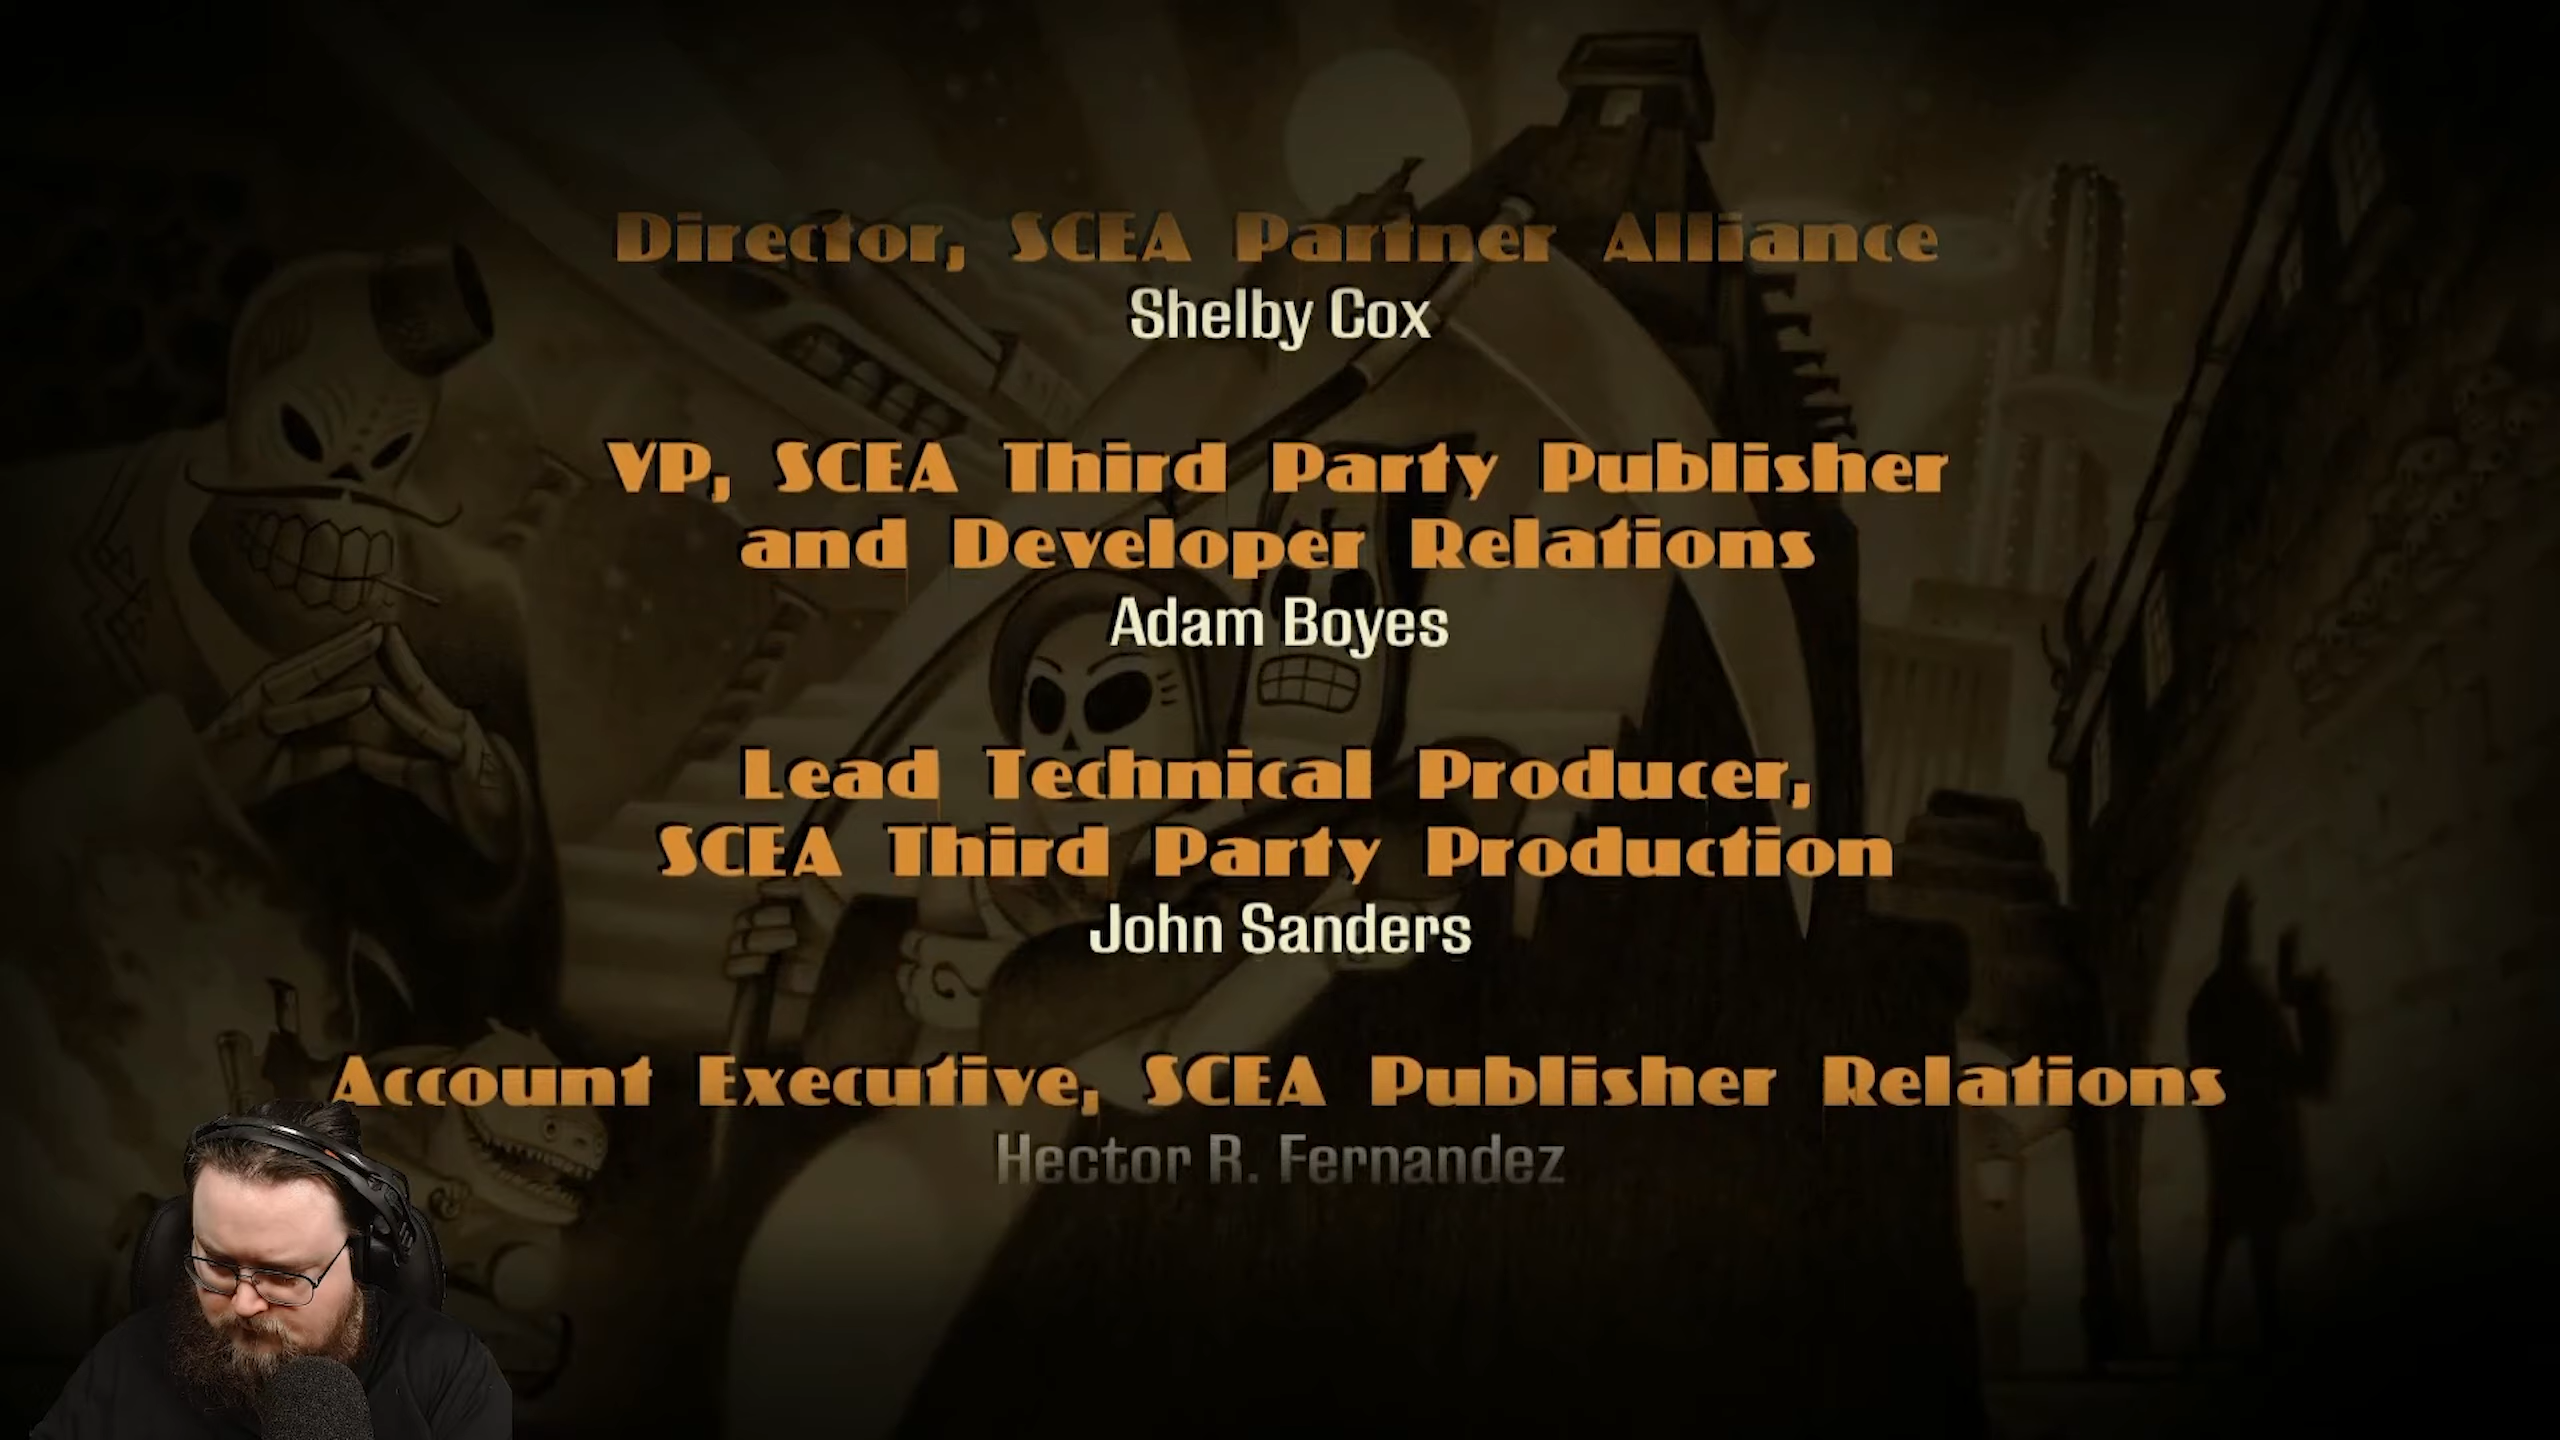 Director, SCEA Partner Alliance
Shelby Cox
VP, SCEA Third Party Publisher
and Developer Relations
Adam Boyes
Lead Technical Producer,
SCEA Third Party Production
John Sanders
Account Executive, SCEA Publisher Relations
Hector R. Fernandez